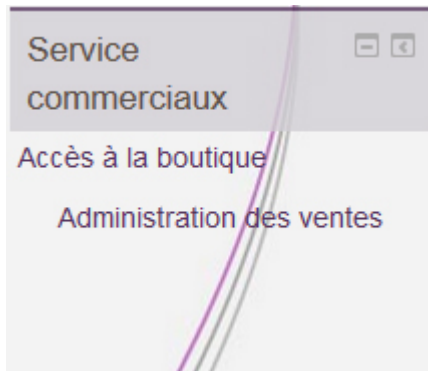 Service
commerciaux
Accès à la boutique
Administration des ventes